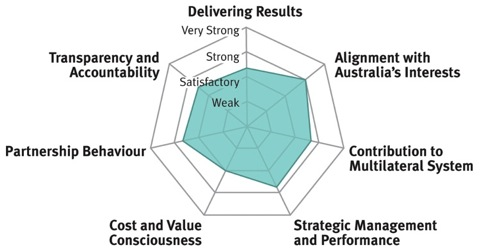 Delivering Results
Very Strong
Strong
Satisfactory
Weak
Transparency and
Accountability
Alignment with
Australia's Interests
Partnership Behaviour
Contribution to
Multilateral System
Cost and Value
Consciousness
Strategic Management
and Performance